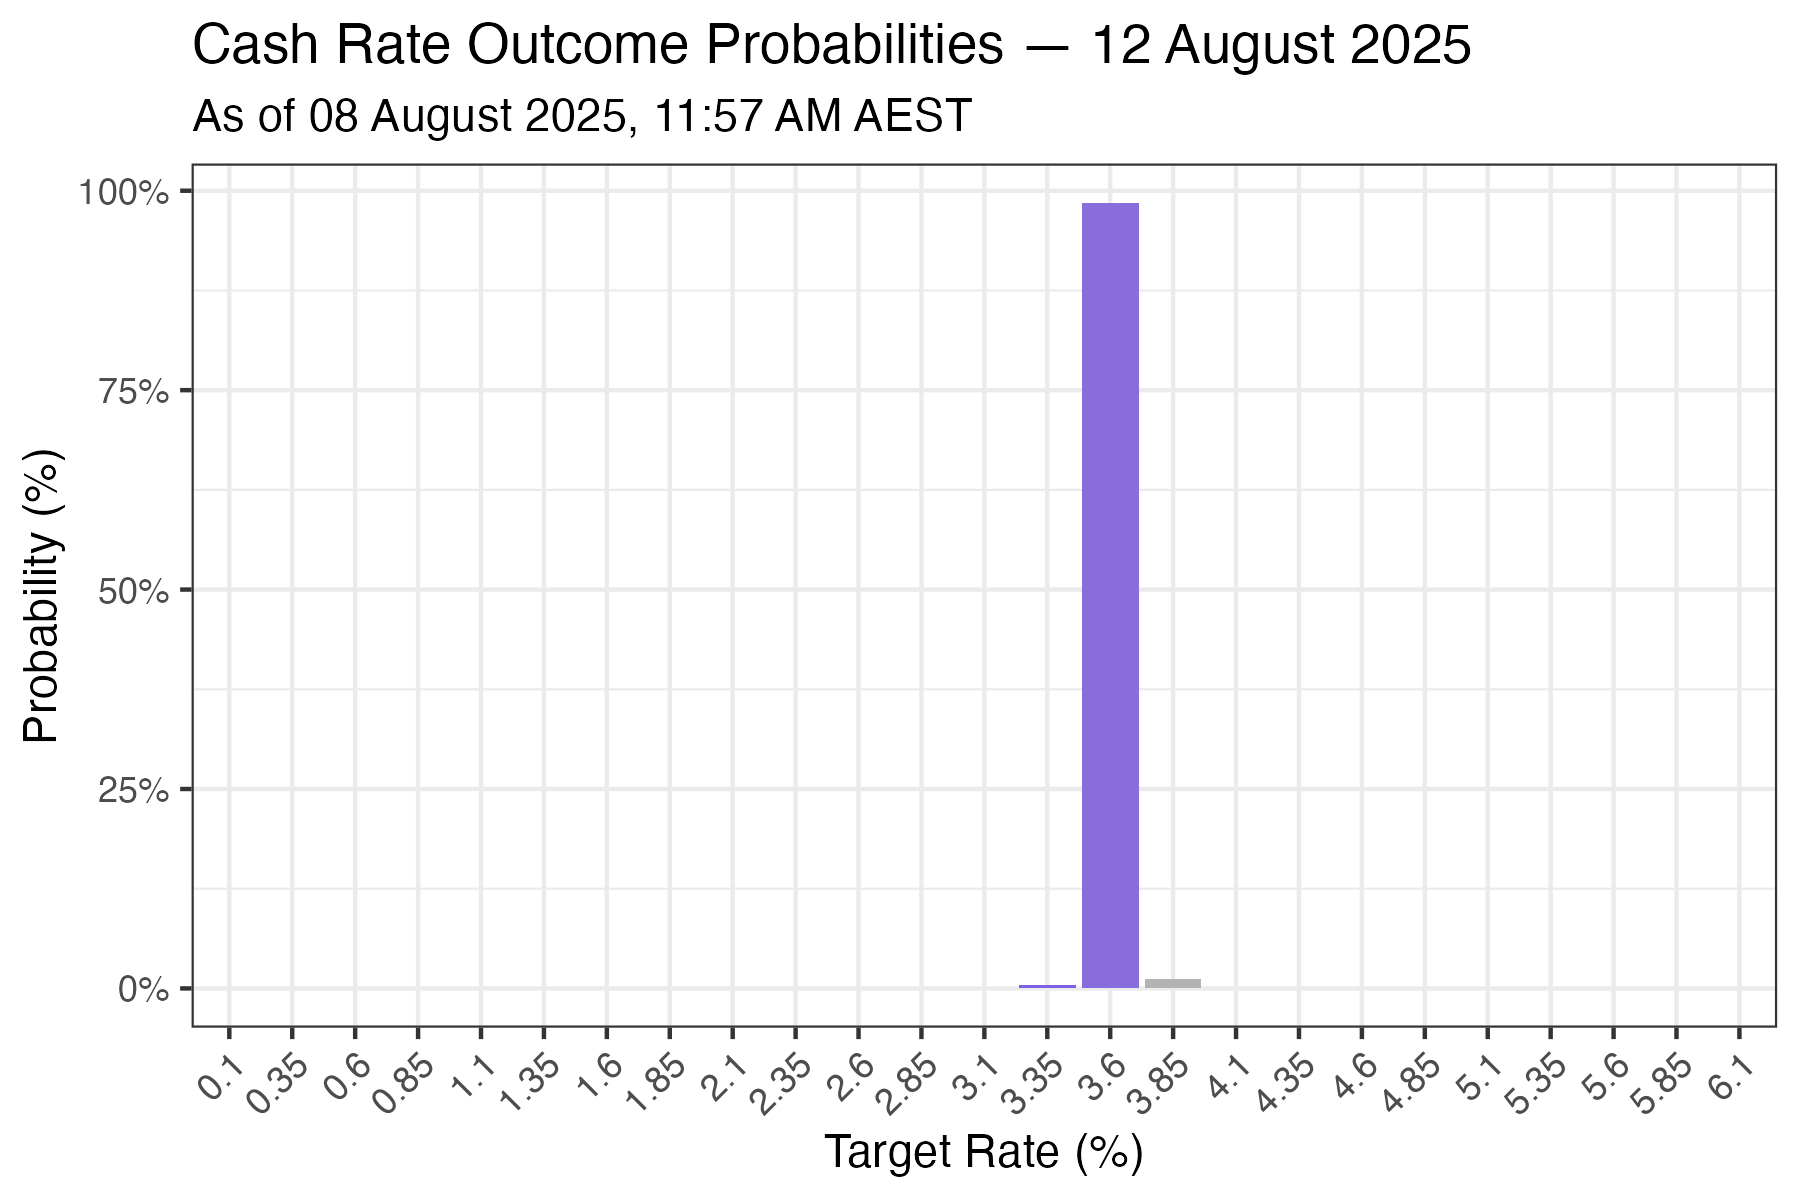 Cash Rate Outcome Probabilities — 12 August 2025
As of 08 August 2025, 11:57 AM AEST
Probability (%)
100%
75%
50%
25%
0%
0.1 0.35 0.6 0.85 1.1 1.35 1.6 1.85 2.1 2.35 2.6 2.85 3.1 3.35 3.6 3.85 4.1 4.35 4.6 4.85 5.1 5.35 5.6 5.85 6.1
Target Rate (%)